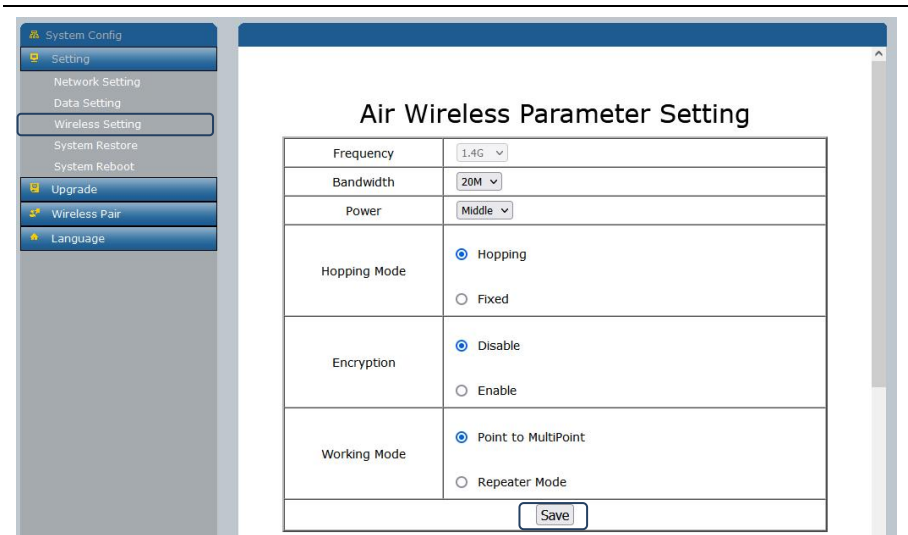 System Config
Setting
Network Setting
Data Setting
Wireless Setting
System Restore
System Reboot
Upgrade
Wireless Pair
Language
Air Wireless Parameter Setting
Frequency 1.4G
Bandwidth 20M
Power Middle
Hopping Mode
Hopping
Fixed
Encryption
Disable
Enable
Working Mode
Point to MultiPoint
Repeater Mode
Save